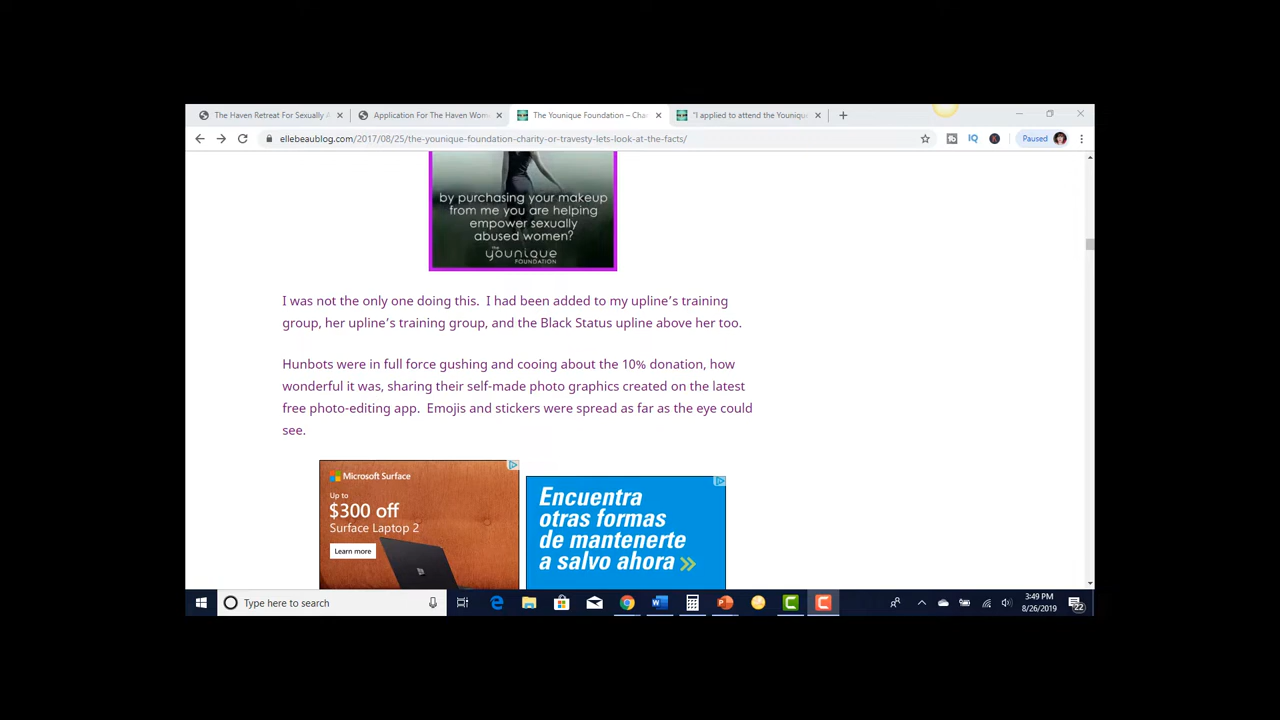 The Haven Retreat For Sexually A
Application For The Haven Wom
The Younique Foundation – Cha
"I applied to attend the Younique
ellebeaublog.com/2017/08/25/the-younique-foundation-charity-or-travesty-lets-look-at-the-facts/
IQ
Paused
by purchasing your makeup
from me you are helping
empower sexually
abused women?
the
younique
FOUNDATION
I was not the only one doing this.  I had been added to my upline's training
group, her upline's training group, and the Black Status upline above her too.
Hunbots were in full force gushing and cooing about the 10% donation, how
wonderful it was, sharing their self-made photo graphics created on the latest
free photo-editing app.  Emojis and stickers were spread as far as the eye could
see.
Microsoft Surface
Up to
$300 off
Surface Laptop 2
Learn more
Encuentra
otras formas
de mantenerte
a salvo ahora »
Type here to search
3:49 PM
8/26/2019
22